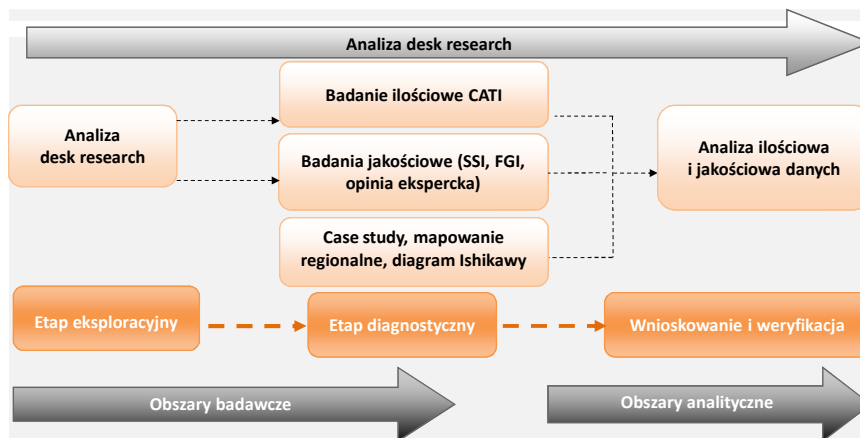 Analiza desk research
Badanie ilościowe CATI
Analiza
desk research
Badania jakościowe (SSI, FGI,
opinia ekspercka)
Analiza ilościowa
i jakościowa danych
Case study, mapowanie
regionalne, diagram Ishikawy
Etap eksploracyjny
Etap diagnostyczny
Wnioskowanie i weryfikacja
Obszary badawcze
Obszary analityczne